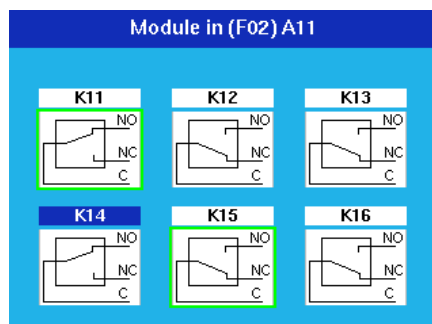 Module in (F02) A11
K11 K12 K13
NO NO NO
NC NC NC
C C C
K14 K15 K16
NO NO NO
NC NC NC
C C C